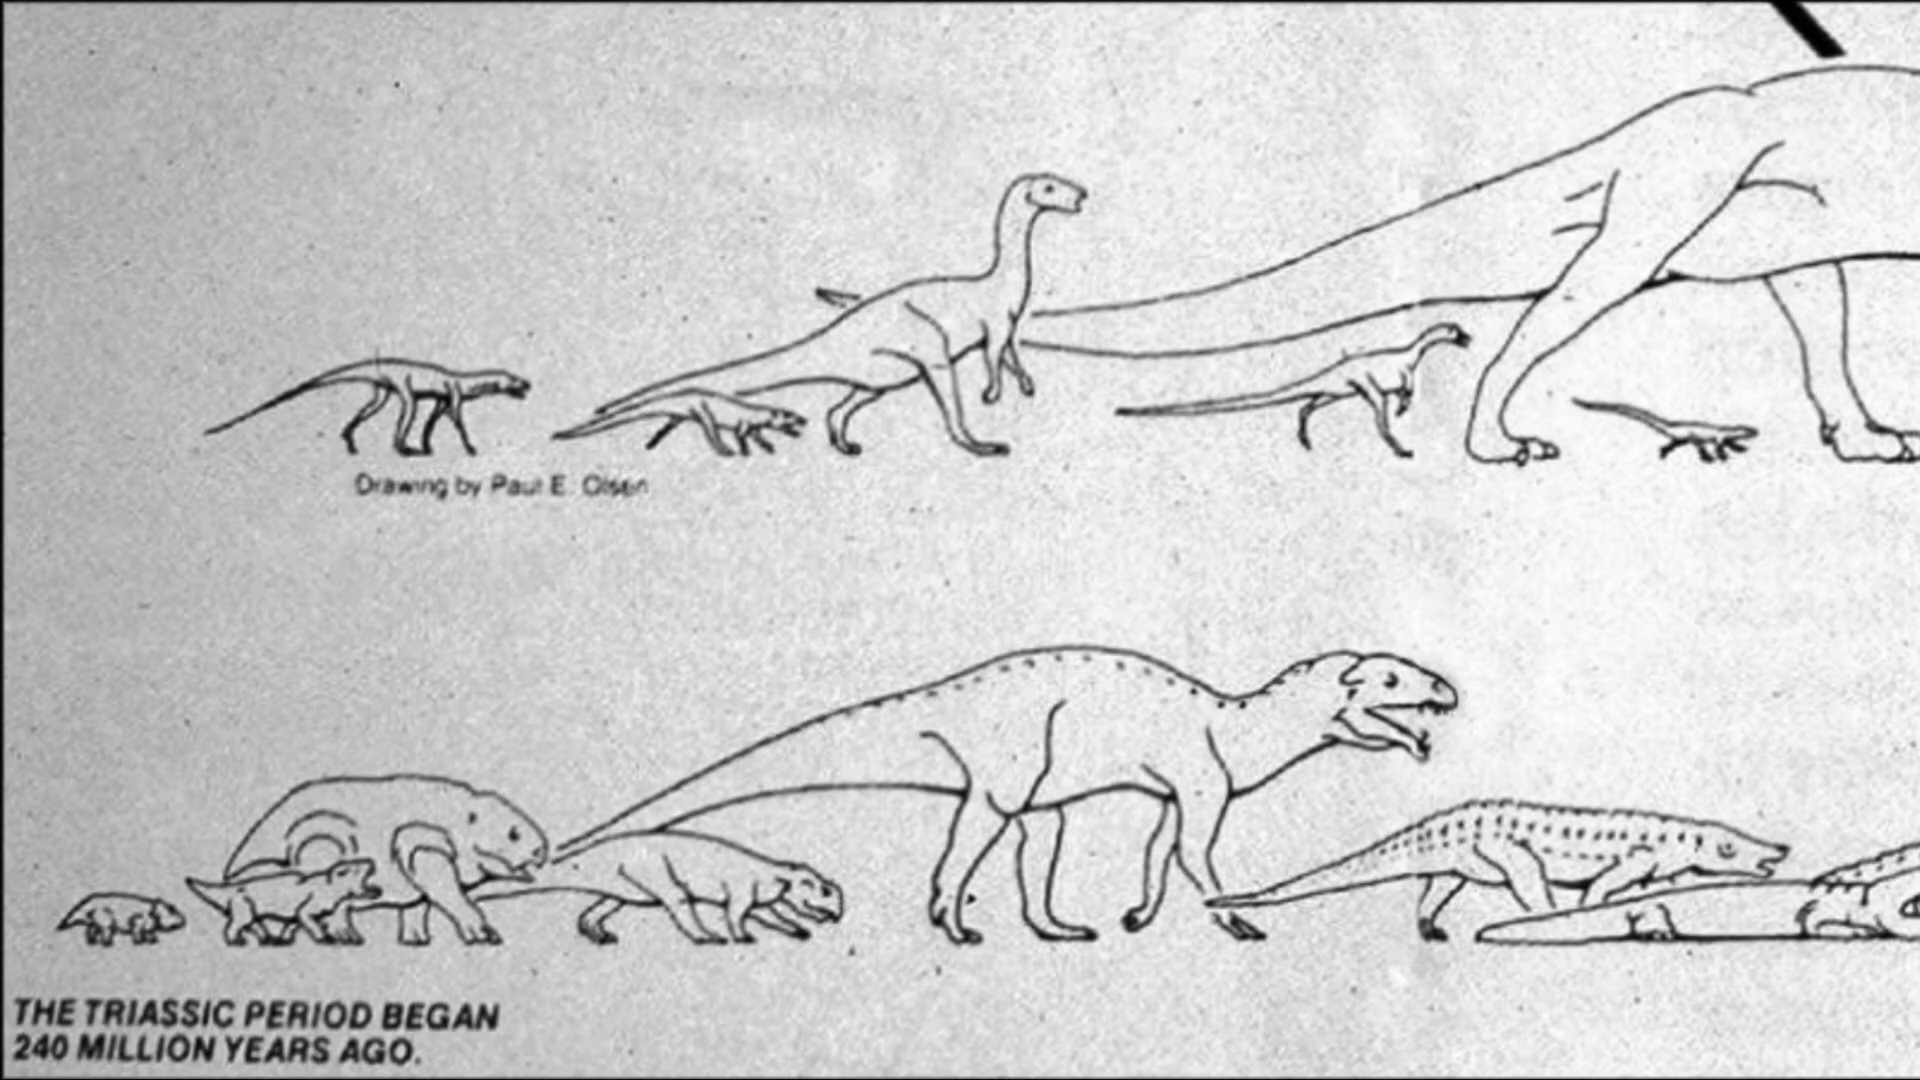 Drawing by Paul E. Olsen
THE TRIASSIC PERIOD BEGAN
240 MILLION YEARS AGO.